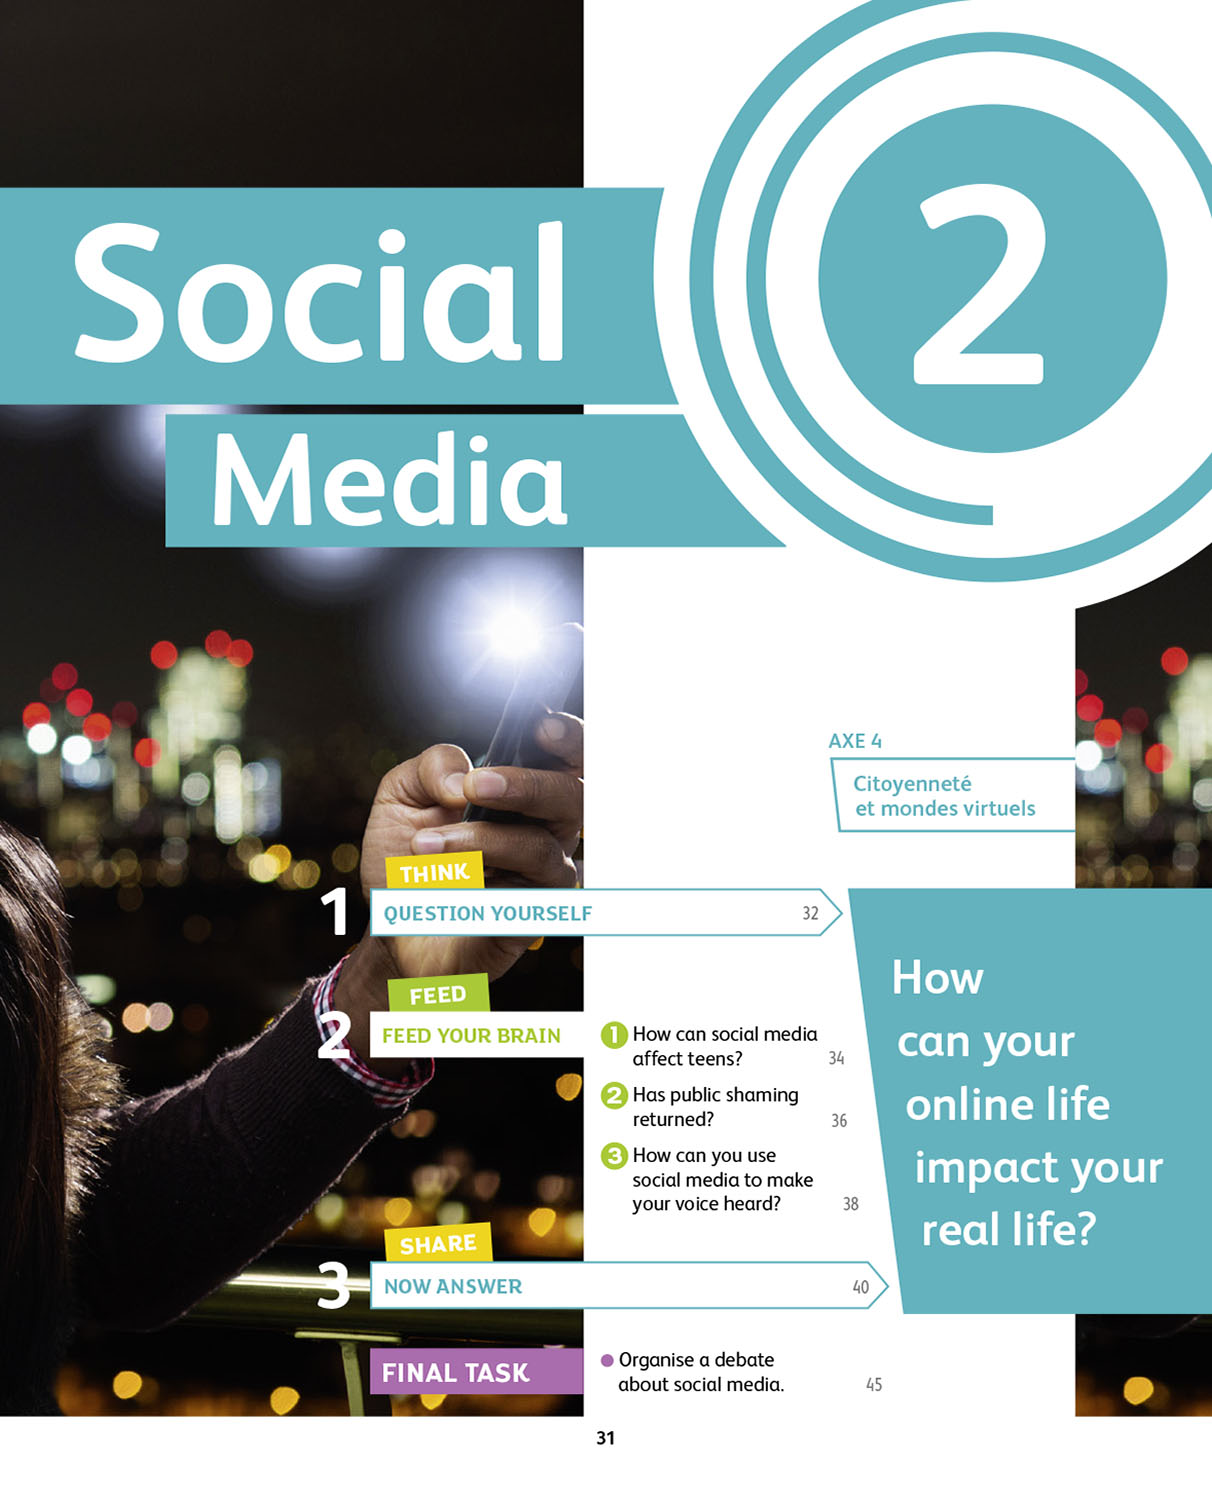 Social
Media
2
AXE 4
Citoyenneté
et mondes virtuels
1
THINK
QUESTION YOURSELF 32
2
FEED
FEED YOUR BRAIN
1 How can social media
affect teens? 34
2 Has public shaming
returned? 36
3 How can you use
social media to make
your voice heard? 38
3
SHARE
NOW ANSWER 40
How
can your
online life
impact your
real life?
FINAL TASK
Organise a debate
about social media. 45
31